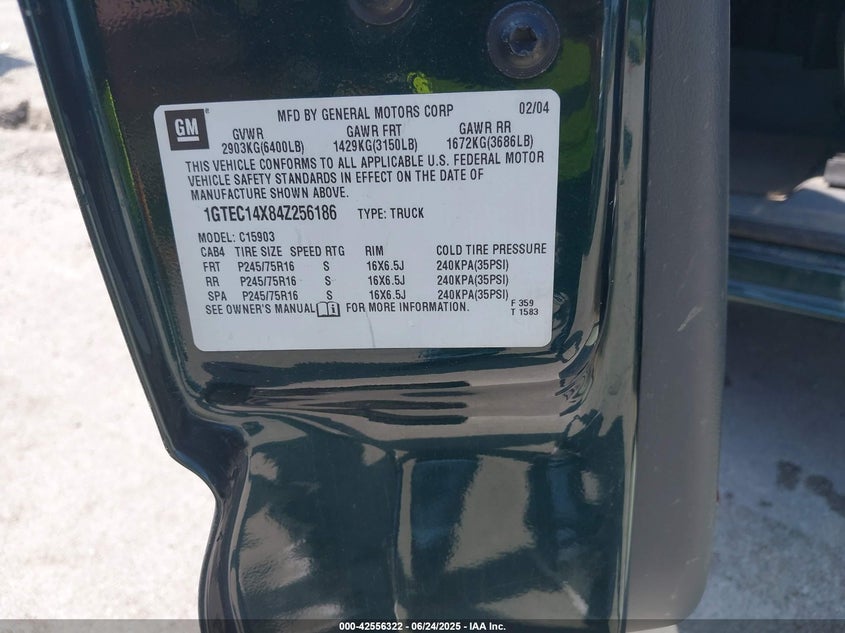 GM
MFD BY GENERAL MOTORS CORP 02/04
GVWR GAWR FRT GAWR RR
2903KG(6400LB) 1429KG(3150LB) 1672KG(3686LB)
THIS VEHICLE CONFORMS TO ALL APPLICABLE U.S. FEDERAL MOTOR
VEHICLE SAFETY STANDARDS IN EFFECT ON THE DATE OF
MANUFACTURE SHOWN ABOVE.
1GTEC14X84Z256186 TYPE: TRUCK
MODEL: C15903
CAB4 TIRE SIZE SPEED RTG RIM COLD TIRE PRESSURE
FRT P245/75R16 S 16X6.5J 240KPA(35PSI)
RR P245/75R16 S 16X6.5J 240KPA(35PSI)
SPA P245/75R16 S 16X6.5J 240KPA(35PSI)
SEE OWNER'S MANUAL i FOR MORE INFORMATION.
F 359
T 1583
000-42556322 - 06/24/2025 - IAA Inc.